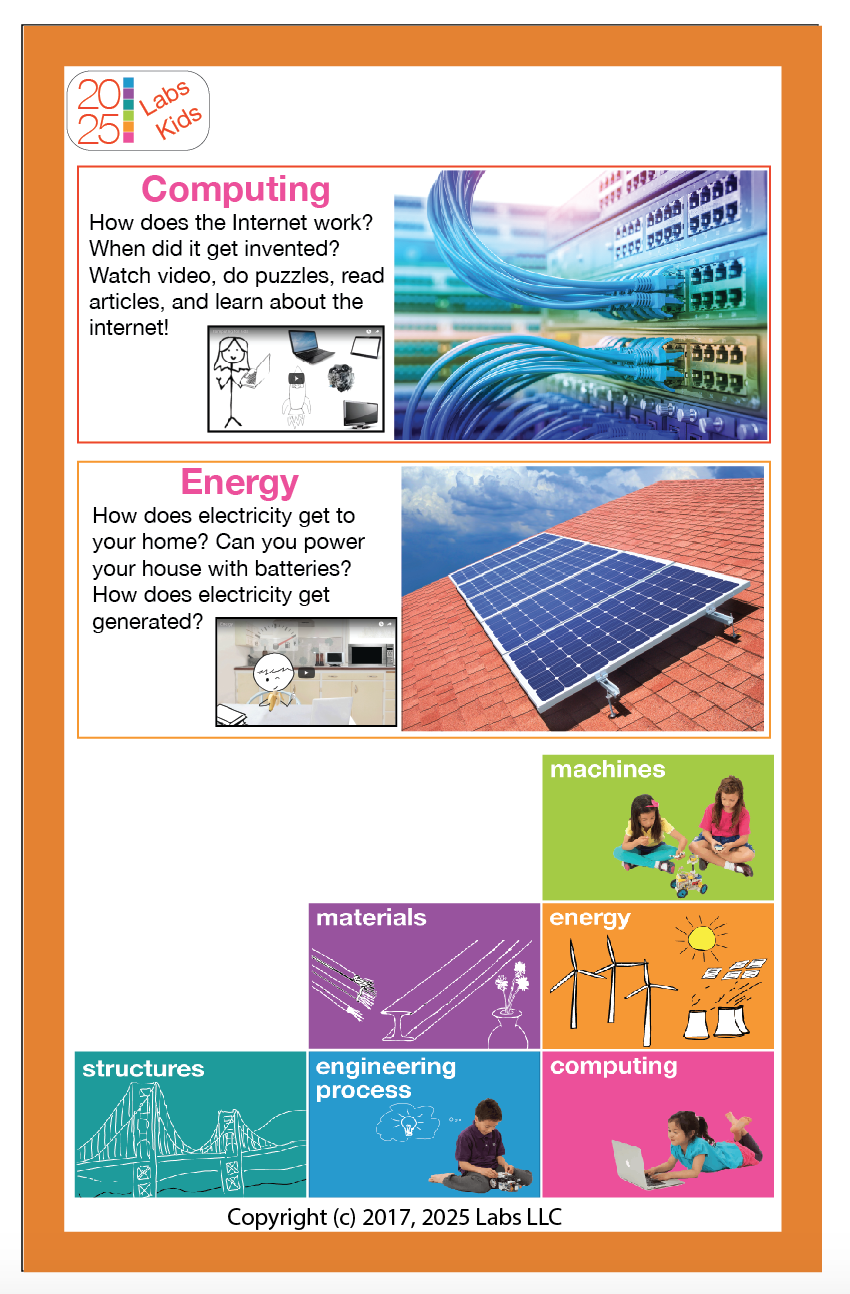 20
25
Labs
Kids
Computing
How does the Internet work?
When did it get invented?
Watch video, do puzzles, read
articles, and learn about the
internet!
Energy
How does electricity get to
your home? Can you power
your house with batteries?
How does electricity get
generated?
machines
materials
energy
structures
engineering
process
computing
Copyright (c) 2017, 2025 Labs LLC